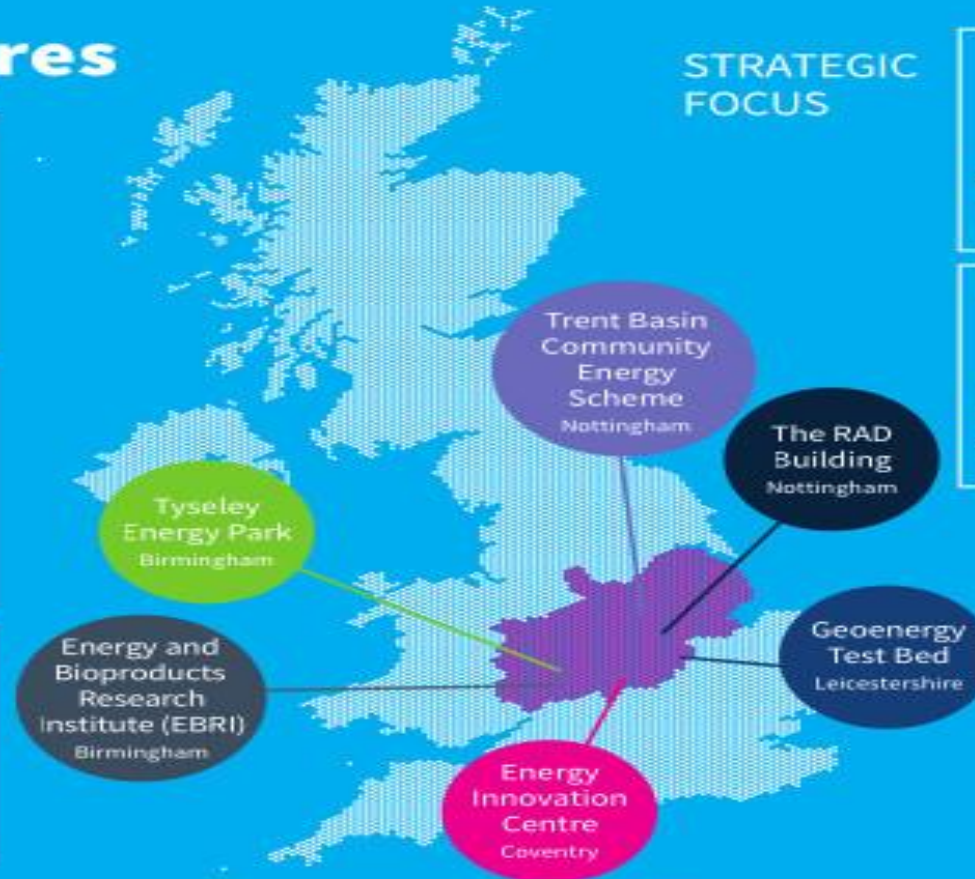 res
STRATEGIC
FOCUS
Trent Basin
Community
Energy
Scheme
Nottingham
The RAD
Building
Nottingham
Tyseley
Energy Park
Birmingham
Geoenergy
Test Bed
Leicestershire
Energy and
Bioproducts
Research
Institute (EBRI)
Birmingham
Energy
Innovation
Centre
Coventry